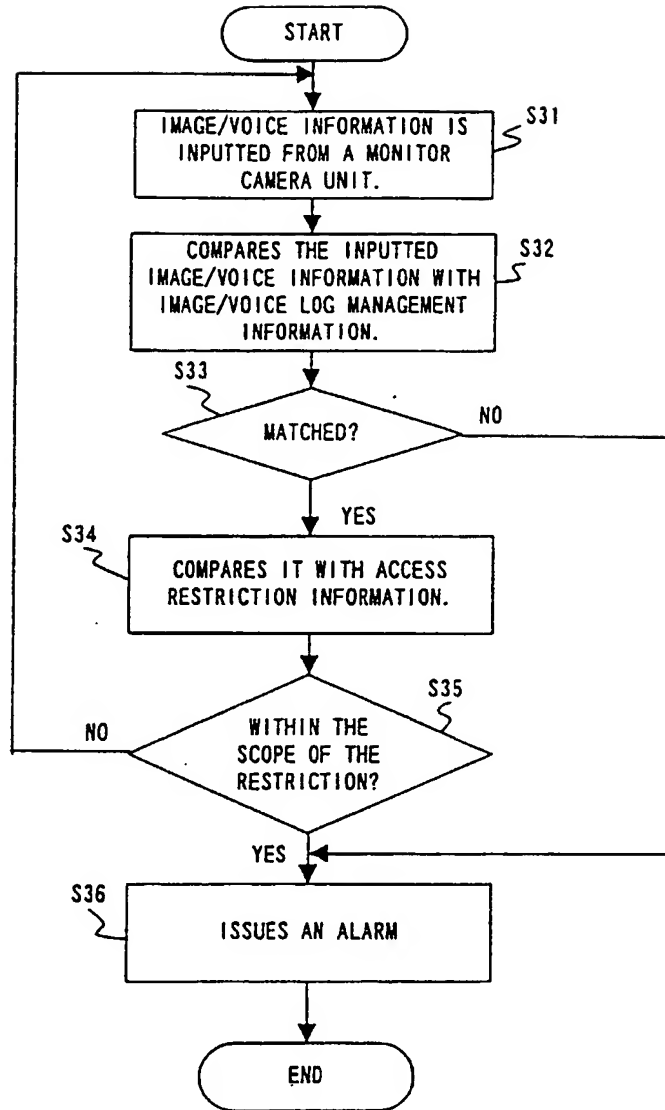 START
S31
IMAGE/VOICE INFORMATION IS
INPUTTED FROM A MONITOR
CAMERA UNIT.
S32
COMPARES THE INPUTTED
IMAGE/VOICE INFORMATION WITH
IMAGE/VOICE LOG MANAGEMENT
INFORMATION.
S33
MATCHED?
NO
YES
S34
COMPARES IT WITH ACCESS
RESTRICTION INFORMATION.
S35
NO
WITHIN THE
SCOPE OF THE
RESTRICTION?
YES
S36
ISSUES AN ALARM
END